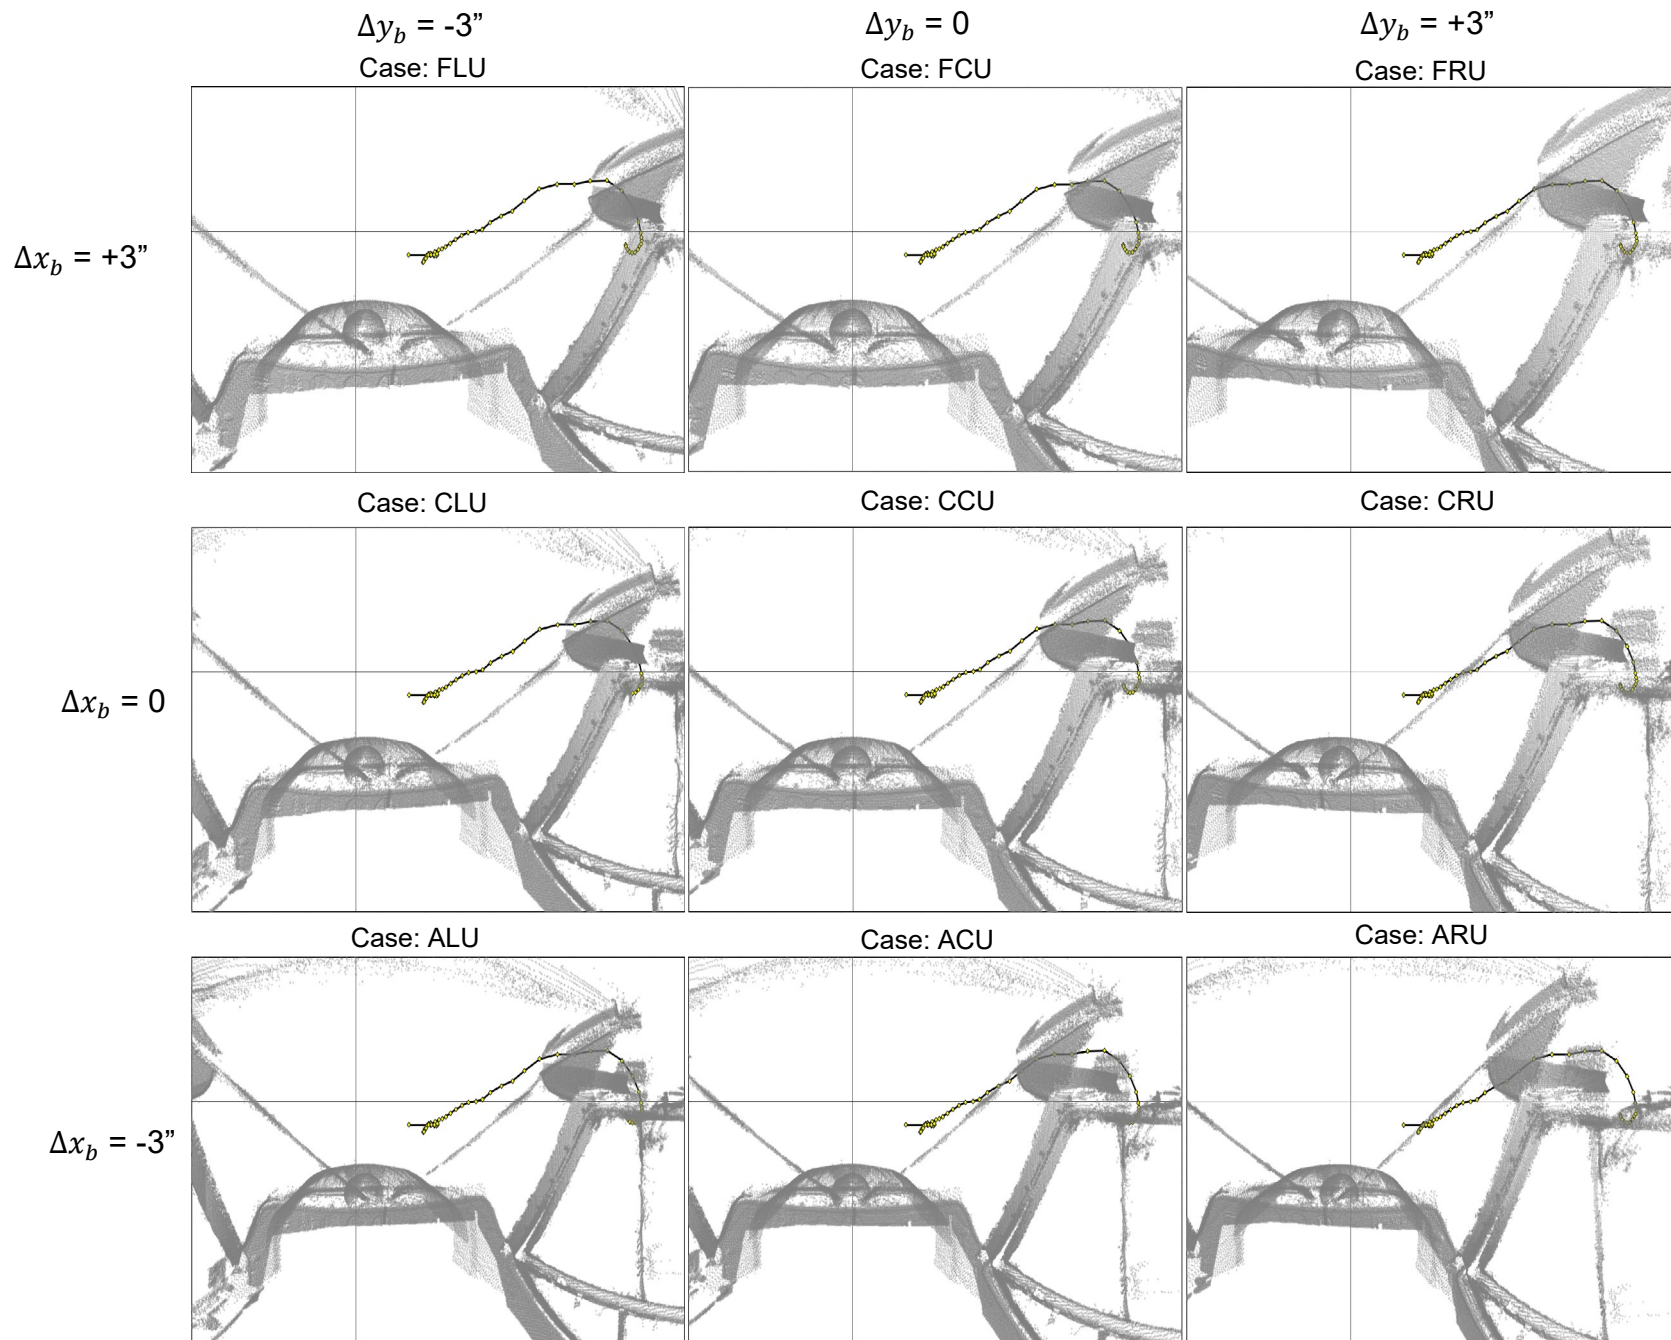 Δy_b = -3”
Δy_b = 0
Δy_b = +3”
Case: FLU
Case: FCU
Case: FRU
Δx_b = +3”
Case: CLU
Case: CCU
Case: CRU
Δx_b = 0
Case: ALU
Case: ACU
Case: ARU
Δx_b = -3”